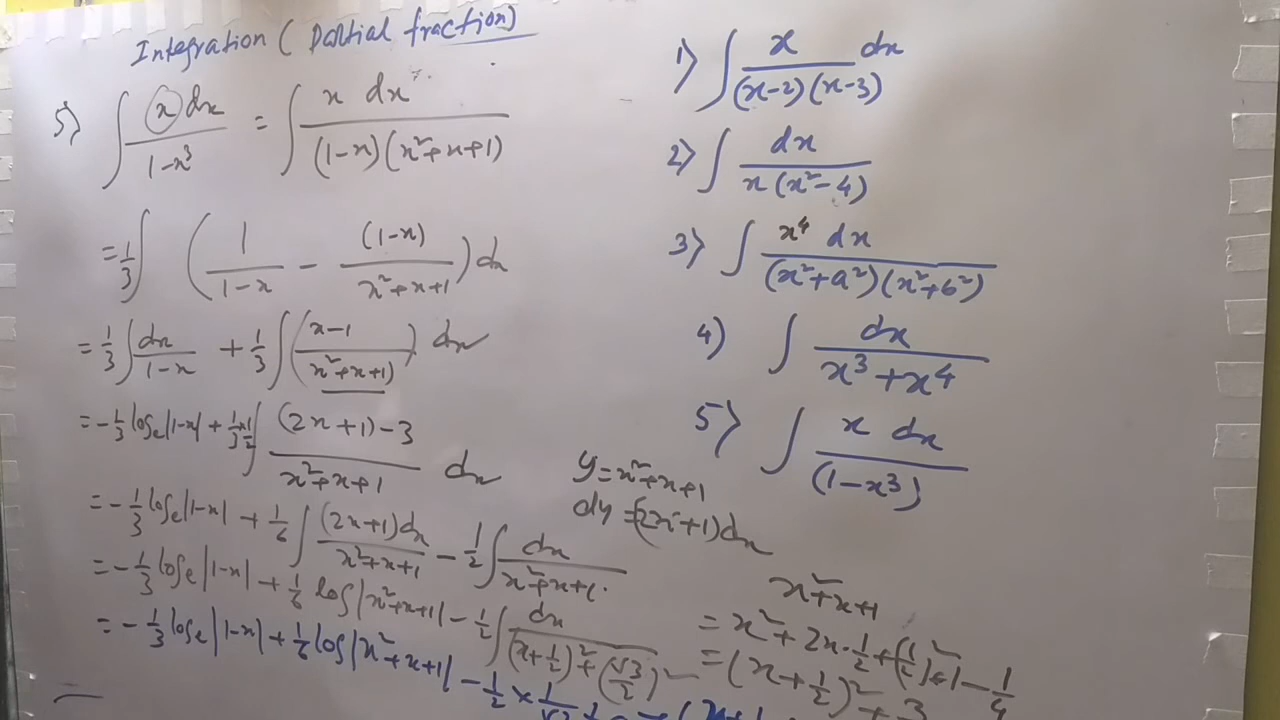 Integration ( Partial fraction)
5) ∫ x dx / 1-x³ = ∫ x dx / (1-x)(x²+x+1)
= 1/3 ∫ ( 1/1-x - (1-x)/x²+x+1 ) dx
= 1/3 ∫ dx/1-x + 1/3 ∫ (x-1/x²+x+1) dx
= -1/3 logₑ|1-x| + 1/3×1/2 ∫ (2x+1)-3 / x²+x+1 dx
= -1/3 logₑ|1-x| + 1/6 ∫ (2x+1)dx / x²+x+1 - 1/2 ∫ dx / x²+x+1.
= -1/3 logₑ|1-x| + 1/6 log|x²+x+1| - 1/2 ∫ dx / (x+1/2)²+(√3/2)²
= -1/3 logₑ|1-x| + 1/6 log|x²+x+1| - 1/2 ×
1) ∫ x / (x-2)(x-3) dx
2) ∫ dx / x(x²-4)
3) ∫ x⁴ dx / (x²+a²)(x²+b²)
4) ∫ dx / x³+x⁴
5) ∫ x dx / (1-x³)
y=x²+x+1
dy=(2x+1)dx
x²+x+1
= x²+2x·1/2+(1/2)²+1-1/4
= (x+1/2)²+3